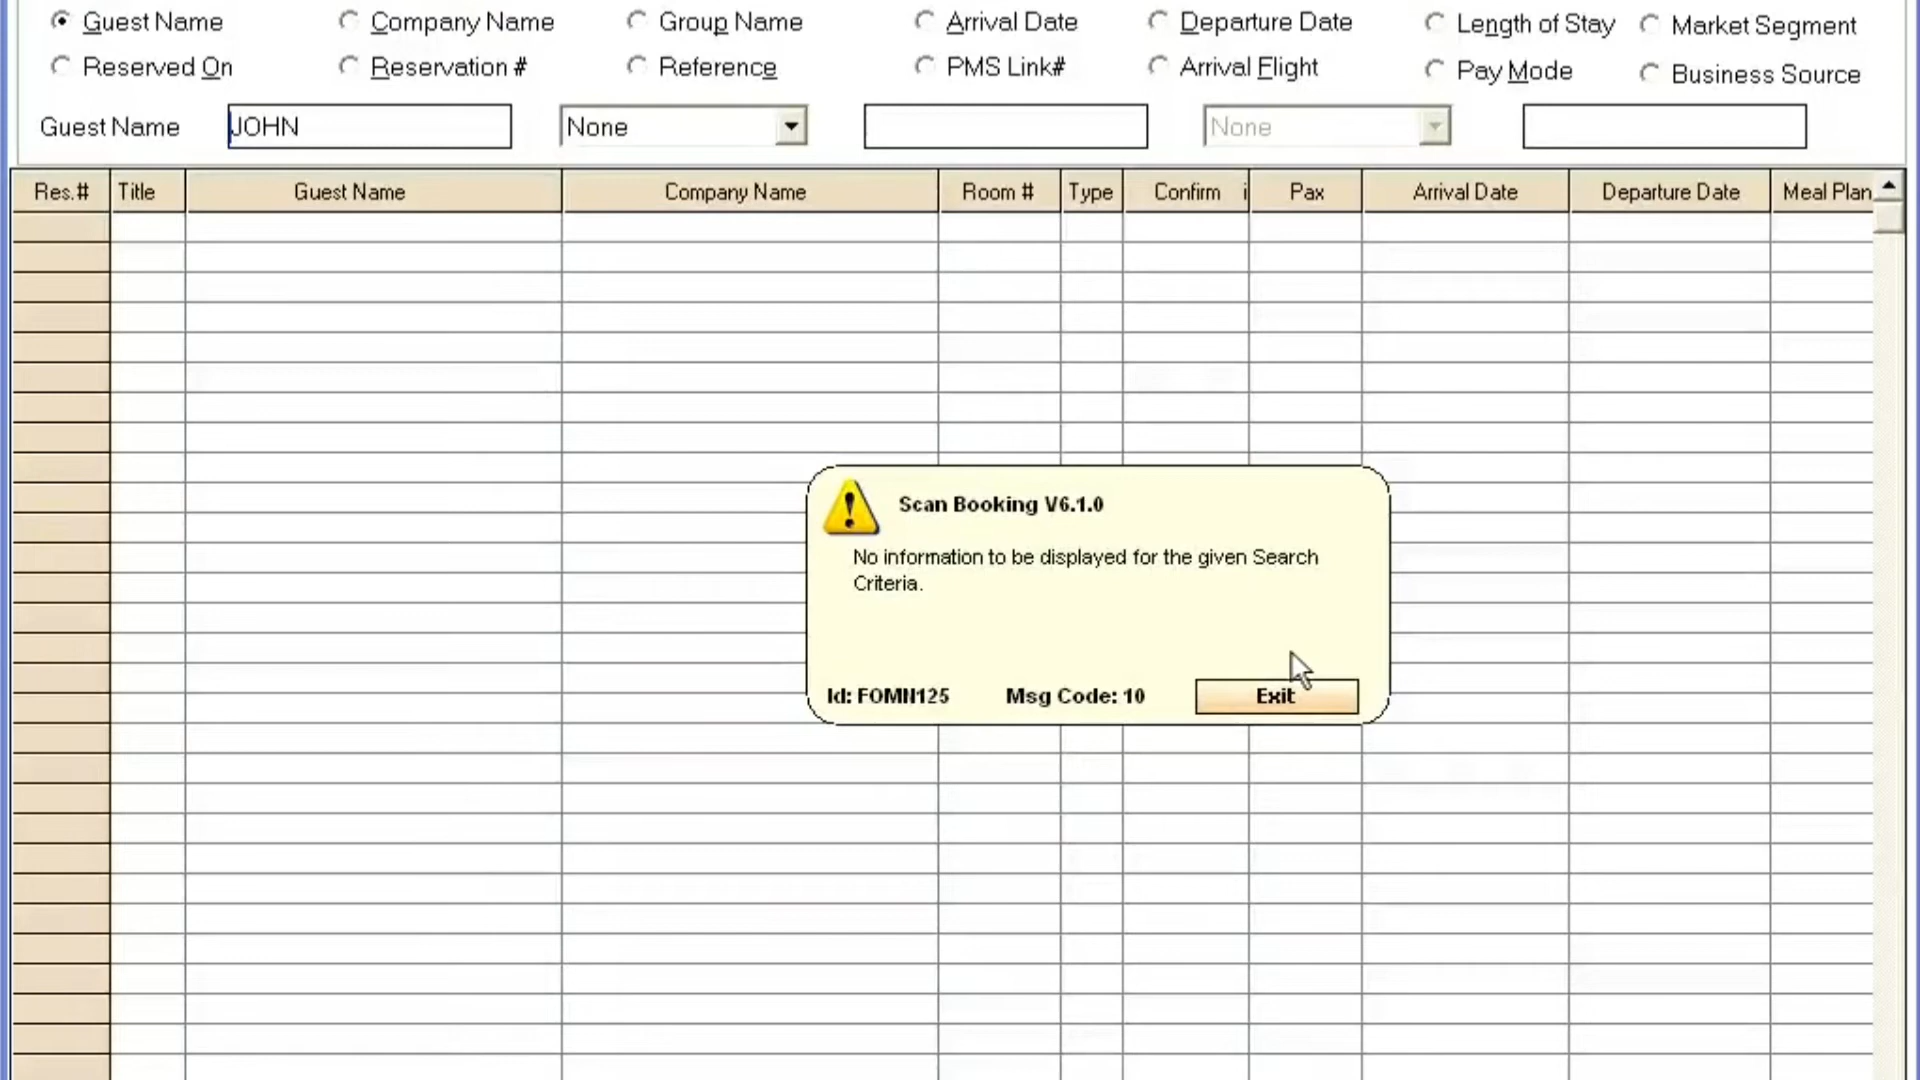 Guest Name Company Name Group Name Arrival Date Departure Date Length of Stay Market Segment
Reserved On Reservation # Reference PMS Link# Arrival Flight Pay Mode Business Source
Guest Name JOHN None None
Res.# Title Guest Name Company Name Room # Type Confirm i Pax Arrival Date Departure Date Meal Plan
Scan Booking V6.1.0
No information to be displayed for the given Search
Criteria.
Id: FOMN125 Msg Code: 10 Exit